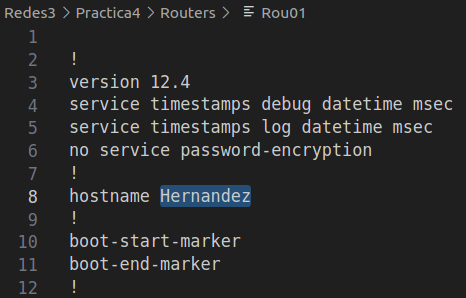 Redes3 > Practica4 > Routers > Rou01
1
2 !
3 version 12.4
4 service timestamps debug datetime msec
5 service timestamps log datetime msec
6 no service password-encryption
7 !
8 hostname Hernandez
9 !
10 boot-start-marker
11 boot-end-marker
12 !